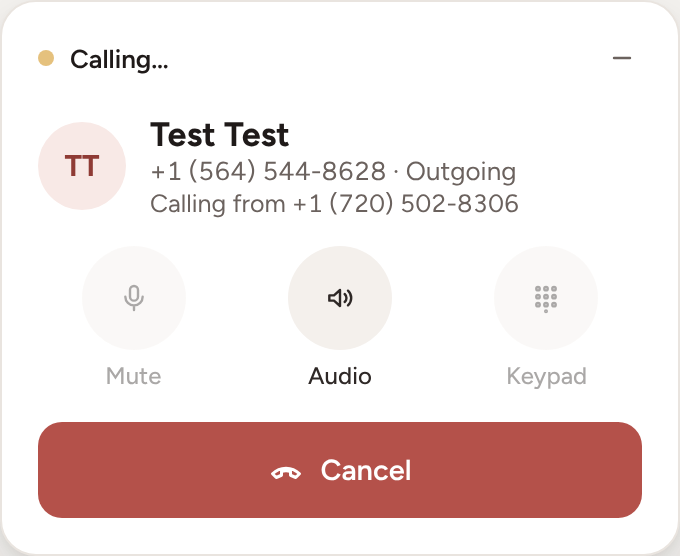 Calling...
TT
Test Test
+1 (564) 544-8628 · Outgoing
Calling from +1 (720) 502-8306
Mute
Audio
Keypad
Cancel